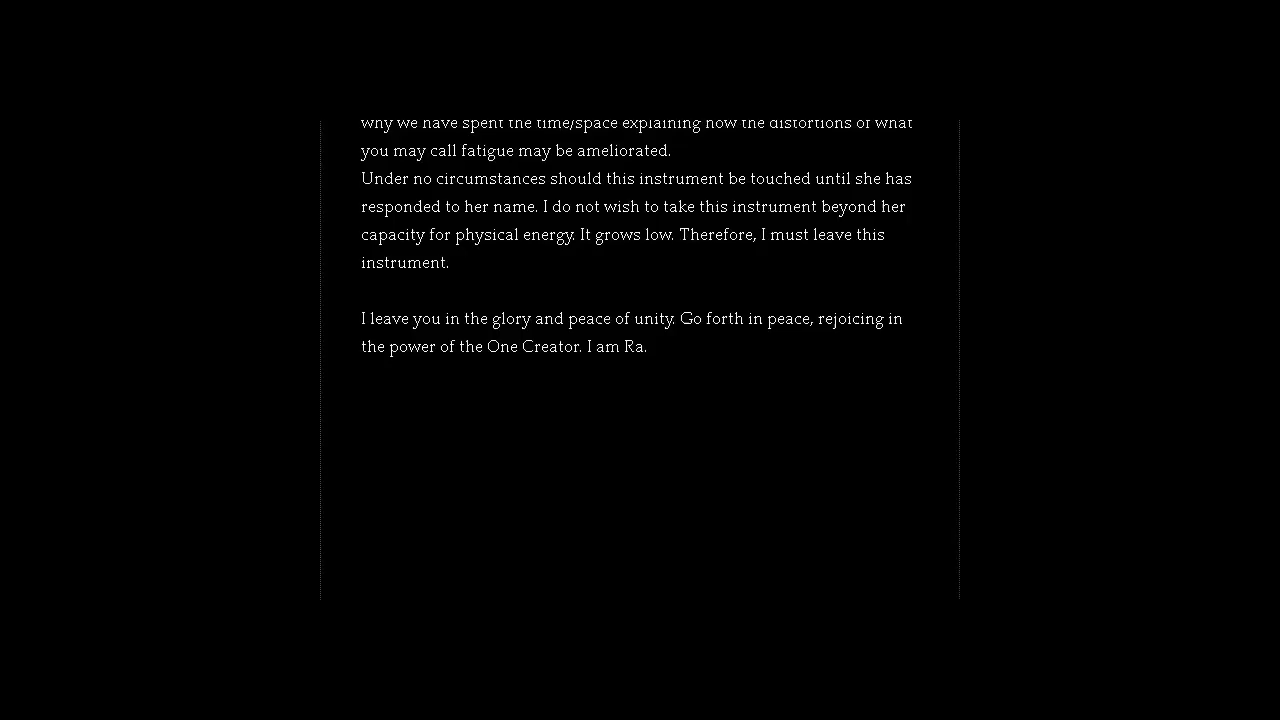 why we have spent the time/space explaining how the distortions of what
you may call fatigue may be ameliorated.
Under no circumstances should this instrument be touched until she has
responded to her name. I do not wish to take this instrument beyond her
capacity for physical energy. It grows low. Therefore, I must leave this
instrument.
I leave you in the glory and peace of unity. Go forth in peace, rejoicing in
the power of the One Creator. I am Ra.